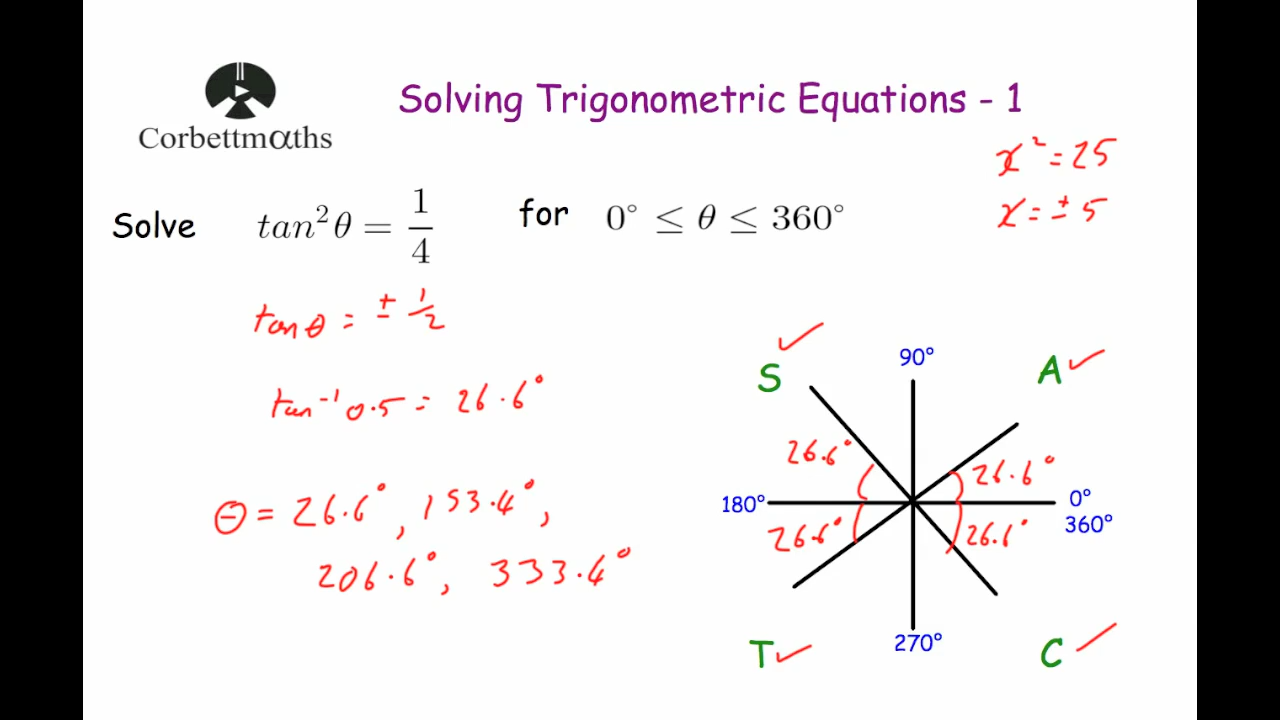 Corbettmαths
Solving Trigonometric Equations - 1
x² = 25
x = ± 5
Solve tan²θ = 1/4 for 0° ≤ θ ≤ 360°
tanθ = ± 1/2
tan⁻¹ 0.5 = 26.6°
θ = 26.6°, 153.4°,
206.6°, 333.4°
S ✓
90°
A ✓
26.6°
26.6°
180°
0°
360°
26.6°
26.6°
270°
T ✓
C ✓